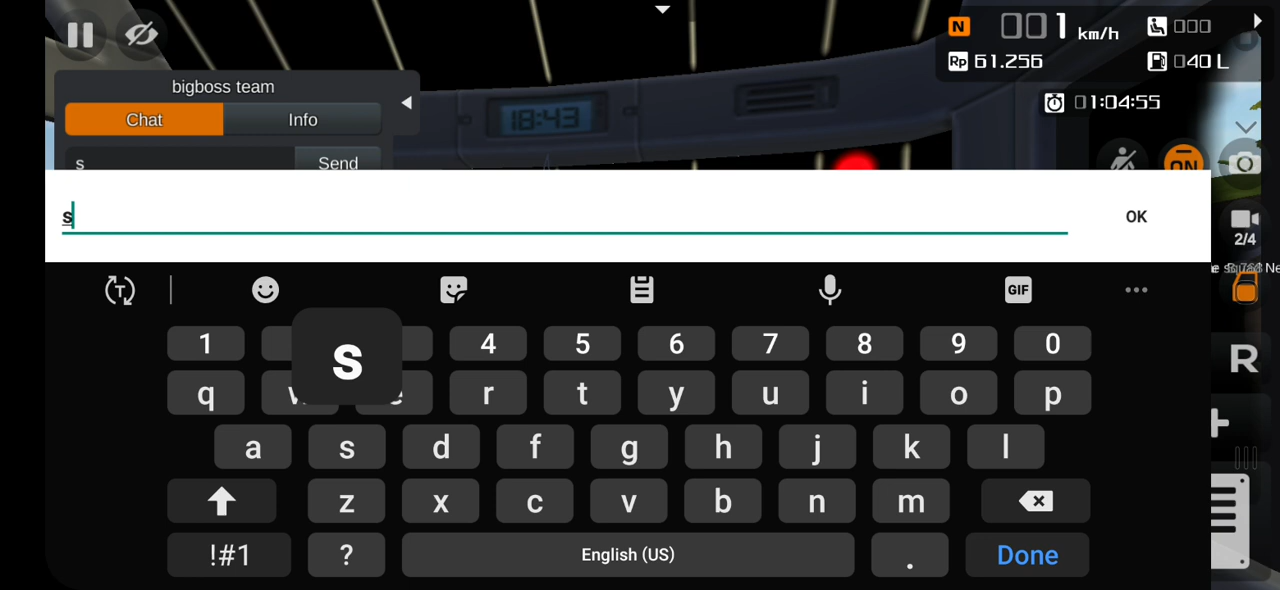 N 001 km/h 000
Rp 61.256 040 L
bigboss team
01:04:55
Chat Info
18:43
s Send
ON
s OK
2/4
T GIF
s
1 4 5 6 7 8 9 0
R
q w e r t y u i o p
a s d f g h j k l
z x c v b n m
!#1 ? English (US) . Done